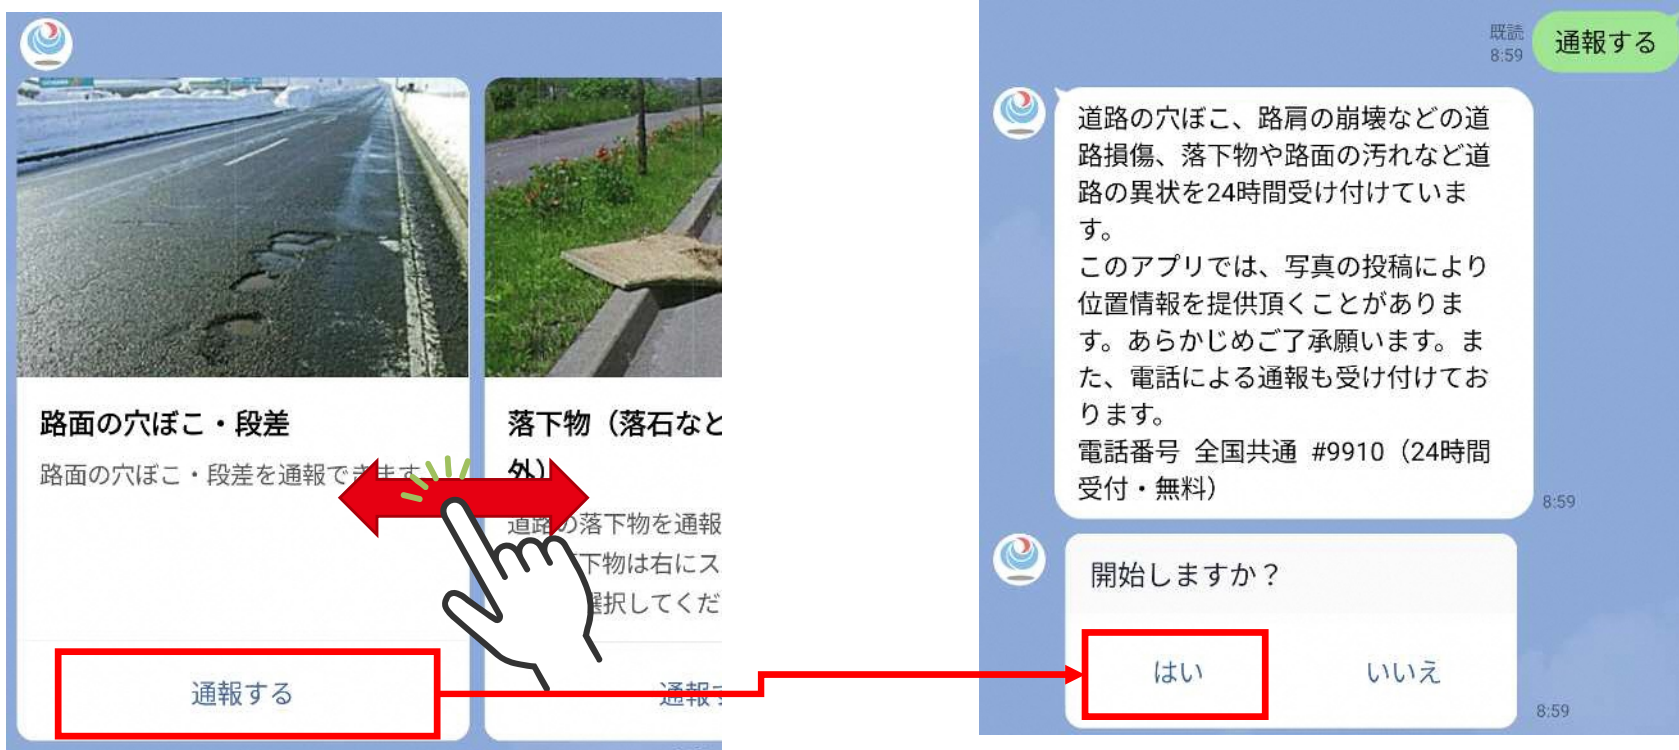 路面の穴ぼこ・段差
路面の穴ぼこ・段差を通報できます
通報する
落下物（落石など
外）
道路の落下物を通報
下物は右にス
選択してくだ
通報す
既読
8:59
通報する
道路の穴ぼこ、路肩の崩壊などの道
路損傷、落下物や路面の汚れなど道
路の異状を24時間受け付けていま
す。
このアプリでは、写真の投稿により
位置情報を提供頂くことがありま
す。あらかじめご了承願います。ま
た、電話による通報も受け付けてお
ります。
電話番号 全国共通 #9910（24時間
受付・無料）
8:59
開始しますか？
はい
いいえ
8:59